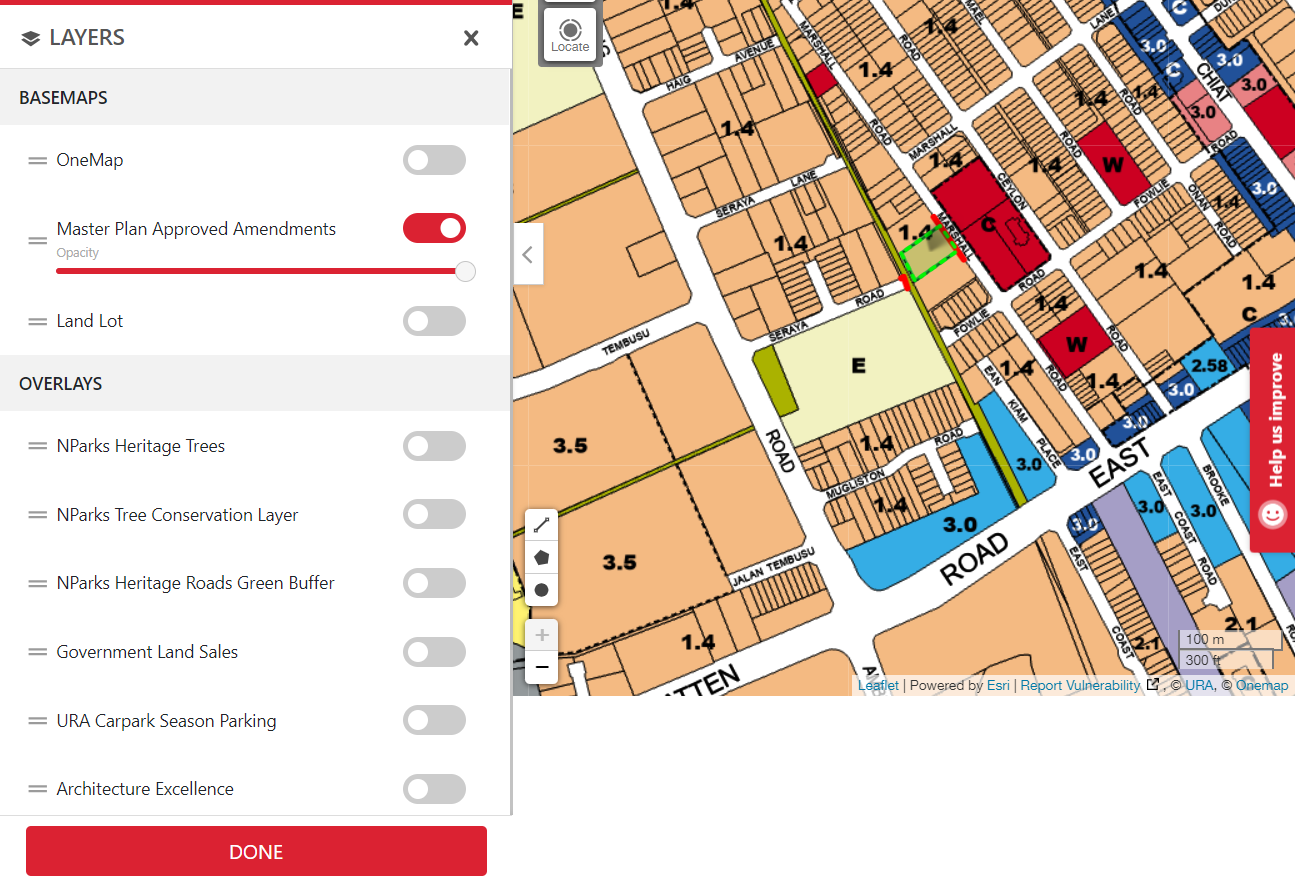 LAYERS
BASEMAPS
OneMap
Master Plan Approved Amendments
Opacity
Land Lot
OVERLAYS
NParks Heritage Trees
NParks Tree Conservation Layer
NParks Heritage Roads Green Buffer
Government Land Sales
URA Carpark Season Parking
Architecture Excellence
DONE
E
Locate
1.4
HAIG
AVENUE
1.4
SERAYA
LANE
1.4
SERAYA
ROAD
TEMBUSU
MARSHALL
ROAD
1.4
ROAD
1.4
MARSHALL
1.4
LANE
1.4
ROAD
1.4
ROAD
CEYLON
1.4
W
FOWLIE
C
3.0
C
3.0
CHIAT
3.0
3.0
ROAD
3.0
ONAN
ROAD
1.4
1.4
MARSHALL
C
ROAD
1.4
1.4
C
E
FOWLIE
1.4
W
ROAD
ROAD
1.4
2.58
3.0
3.0
EAN
KIAM
PLACE
1.4
ROAD
MUGLISTON
1.4
3.0
3.0
3.0
EAST
ROAD
3.5
ROAD
3.5
JALAN TEMBUSU
1.4
3.0
EAST
COAST
2.1
EAST
COAST
ROAD
3.0
3.0
BROOKE
2.1
Help us improve
100 m
300 ft
Leaflet | Powered by Esri | Report Vulnerability , © URA, © Onemap